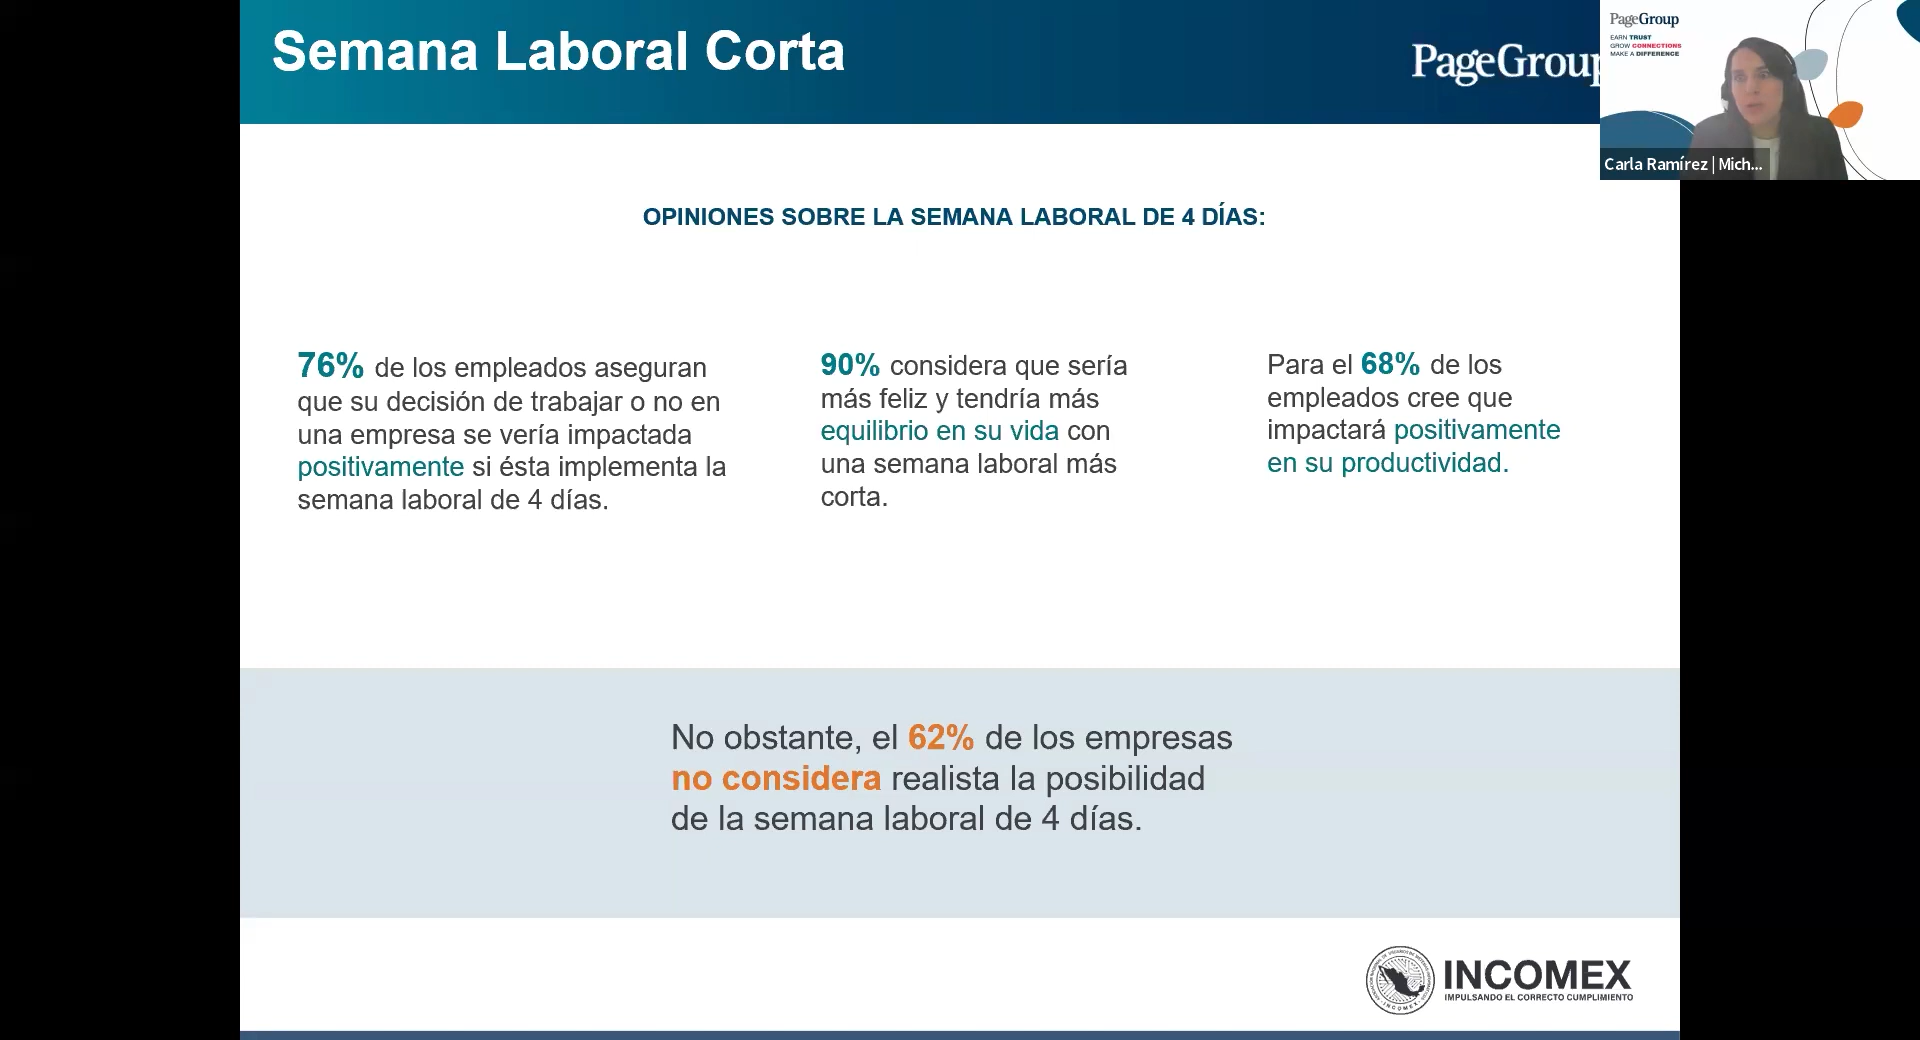 Semana Laboral Corta
PageGroup
PageGroup
EARN TRUST
GROW CONNECTIONS
MAKE A DIFFERENCE
Carla Ramírez | Mich...
OPINIONES SOBRE LA SEMANA LABORAL DE 4 DÍAS:
76% de los empleados aseguran
que su decisión de trabajar o no en
una empresa se vería impactada
positivamente si ésta implementa la
semana laboral de 4 días.
90% considera que sería
más feliz y tendría más
equilibrio en su vida con
una semana laboral más
corta.
Para el 68% de los
empleados cree que
impactará positivamente
en su productividad.
No obstante, el 62% de los empresas
no considera realista la posibilidad
de la semana laboral de 4 días.
INCOMEX
IMPULSANDO EL CORRECTO CUMPLIMIENTO